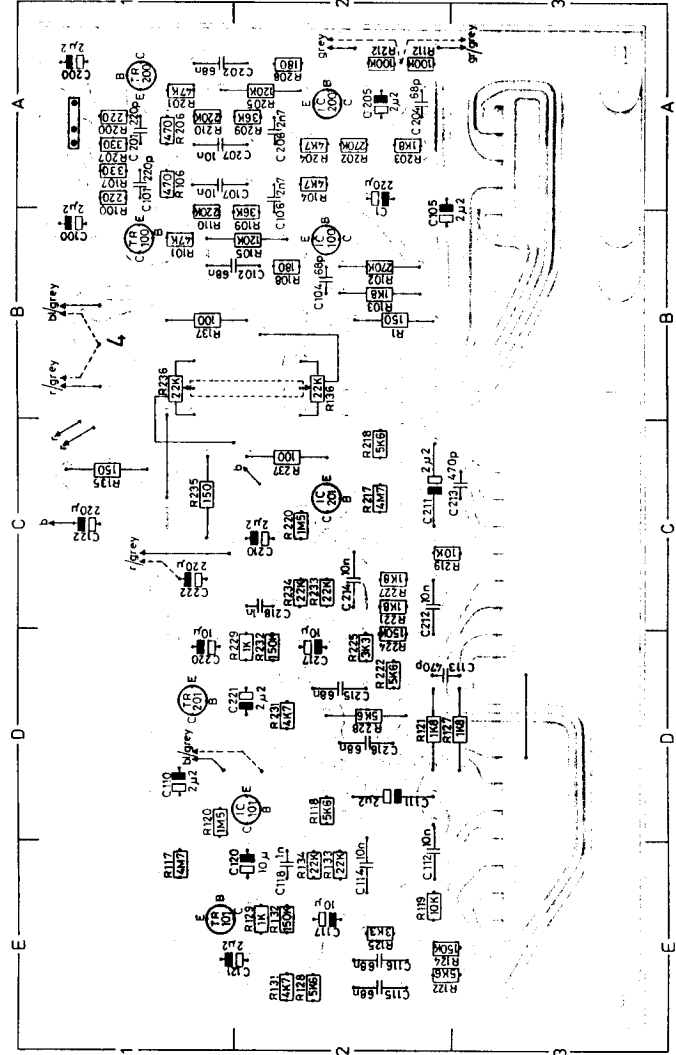 1 2 3
A A
B B
C C
D D
E E
C200 2µ2
TR 200 B C E
C202 68n
R208 180
grey
R212 100K
R112 100K
gr/grey
R201 47K
R205 120K
IC 200 E B C
C205 2µ2
C204 68p
R200 220
C201 220p
R206 470
R210 220K
R209 36K
C206 2n7
R204 4K7
R202 270K
R203 1K8
R207 330
C207 10n
R107 330
C101 220p
R106 470
C107 10n
C106 2n7
R104 4K7
C1 220µ
R100 220
C100 2µ2
R110 220K
R109 36K
C105 2µ2
TR 100 C E B
R101 47K
R105 120K
IC 100 E B C
C102 68n
R108 180
C104 68p
R102 270K
R103 1K8
bl/grey
4
r/grey
R137 100
R1 150
R236 22K
R136 22K
r
r
R135 150
R235 150
R237 100
b
R218 5K6
R217 4M7
IC 201 C E B
C211 2µ2
C213 470p
b
C122 220µ
C210 2µ2
R220 1M5
r/grey
C222 220µ
R219 10K
C218 1n
R234 22K
R233 22K
C214 10n
R227 1K8
R221 1K8
C212 10n
C220 10µ
R229 1K
R232 150K
C217 10µ
R225 3K3
R224 150K
R222 5K6
C113 470p
TR 201 C E B
C221 2µ2
R231 4K7
C215 68n
R228 5K6
C216 68n
R121 1K8
R127 1K8
bl/grey
C110 2µ2
R120 1M5
IC 101 C E B
R118 5K6
C111 2µ2
R117 4M7
C120 10µ
C118 1n
R134 22K
R133 22K
C114 10n
C112 10n
TR 101 E B C
R129 1K
R132 150K
C117 10µ
R125 3K3
R119 10K
C121 2µ2
R131 4K7
R128 5K6
C116 68n
C115 68n
R124 150K
R122 5K6
1 2 3